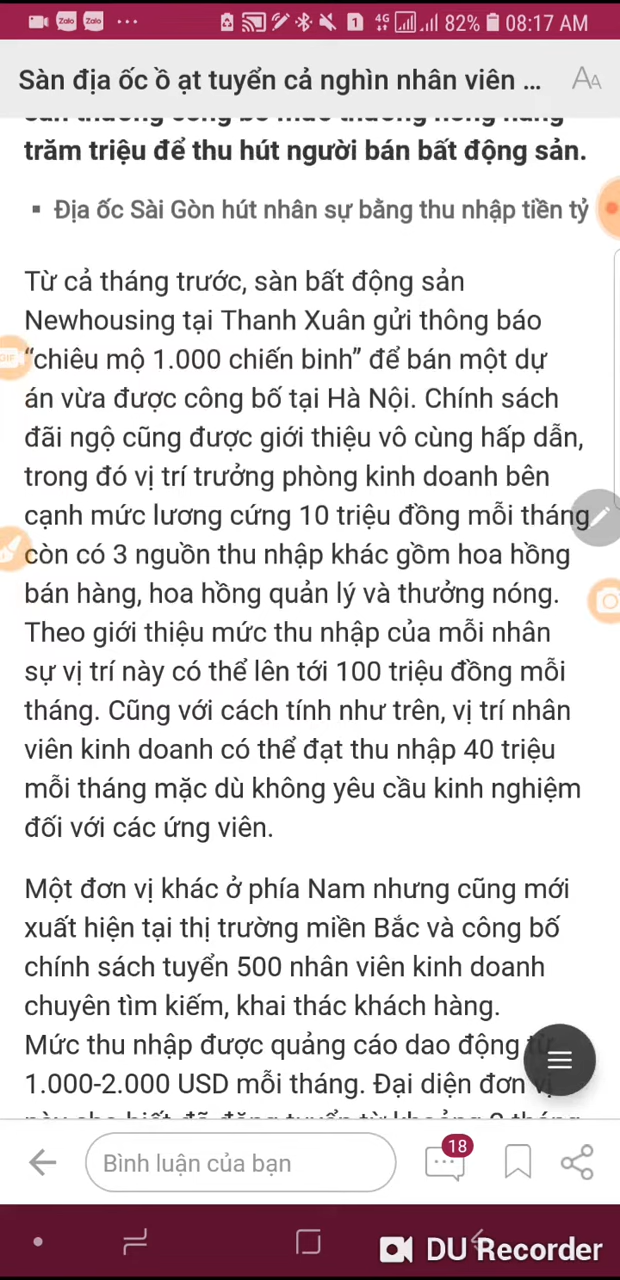 Zalo Zalo 1 4G 82% 08:17 AM
Sàn địa ốc ồ ạt tuyển cả nghìn nhân viên ...
AA
trăm triệu để thu hút người bán bất động sản.
▪ Địa ốc Sài Gòn hút nhân sự bằng thu nhập tiền tỷ
Từ cả tháng trước, sàn bất động sản
Newhousing tại Thanh Xuân gửi thông báo
GIF
“chiêu mộ 1.000 chiến binh” để bán một dự
án vừa được công bố tại Hà Nội. Chính sách
đãi ngộ cũng được giới thiệu vô cùng hấp dẫn,
trong đó vị trí trưởng phòng kinh doanh bên
cạnh mức lương cứng 10 triệu đồng mỗi tháng
còn có 3 nguồn thu nhập khác gồm hoa hồng
bán hàng, hoa hồng quản lý và thưởng nóng.
Theo giới thiệu mức thu nhập của mỗi nhân
sự vị trí này có thể lên tới 100 triệu đồng mỗi
tháng. Cũng với cách tính như trên, vị trí nhân
viên kinh doanh có thể đạt thu nhập 40 triệu
mỗi tháng mặc dù không yêu cầu kinh nghiệm
đối với các ứng viên.
Một đơn vị khác ở phía Nam nhưng cũng mới
xuất hiện tại thị trường miền Bắc và công bố
chính sách tuyển 500 nhân viên kinh doanh
chuyên tìm kiếm, khai thác khách hàng.
Mức thu nhập được quảng cáo dao động từ
1.000-2.000 USD mỗi tháng. Đại diện đơn vị
Bình luận của bạn
18
DU Recorder